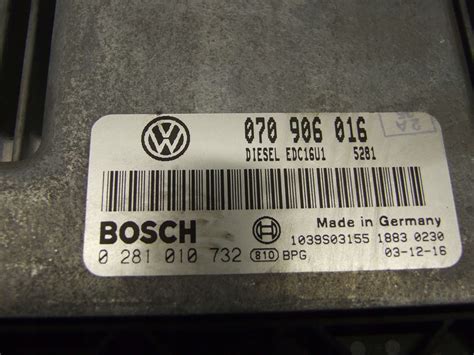 070 906 016
DIESEL EDC16U1 5281
BOSCH
Made in Germany
1039S03155 1883 0230
0 281 010 732 810 BPG 03-12-16